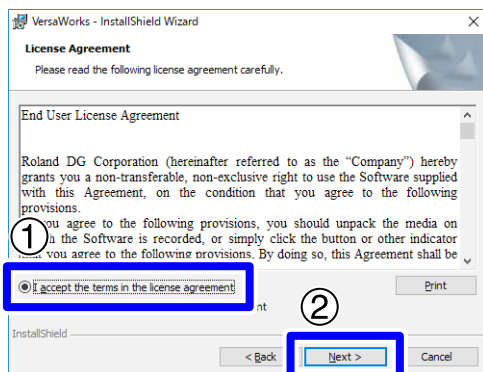 VersaWorks - InstallShield Wizard
License Agreement
Please read the following license agreement carefully.
End User License Agreement
Roland DG Corporation (hereinafter referred to as the “Company”) hereby
grants you a non-transferable, non-exclusive right to use the Software supplied
with this Agreement, on the condition that you agree to the following
provisions.
you agree to the following provisions, you should unpack the media on
the Software is recorded, or simply click the button or other indicator
you agree to the following provisions. By doing so, this Agreement shall be
①
I accept the terms in the license agreement
Print
②
InstallShield
< Back
Next >
Cancel